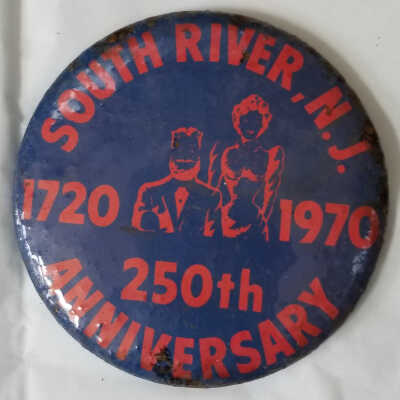 SOUTH RIVER, N.J.
1720 1970
250th
ANNIVERSARY